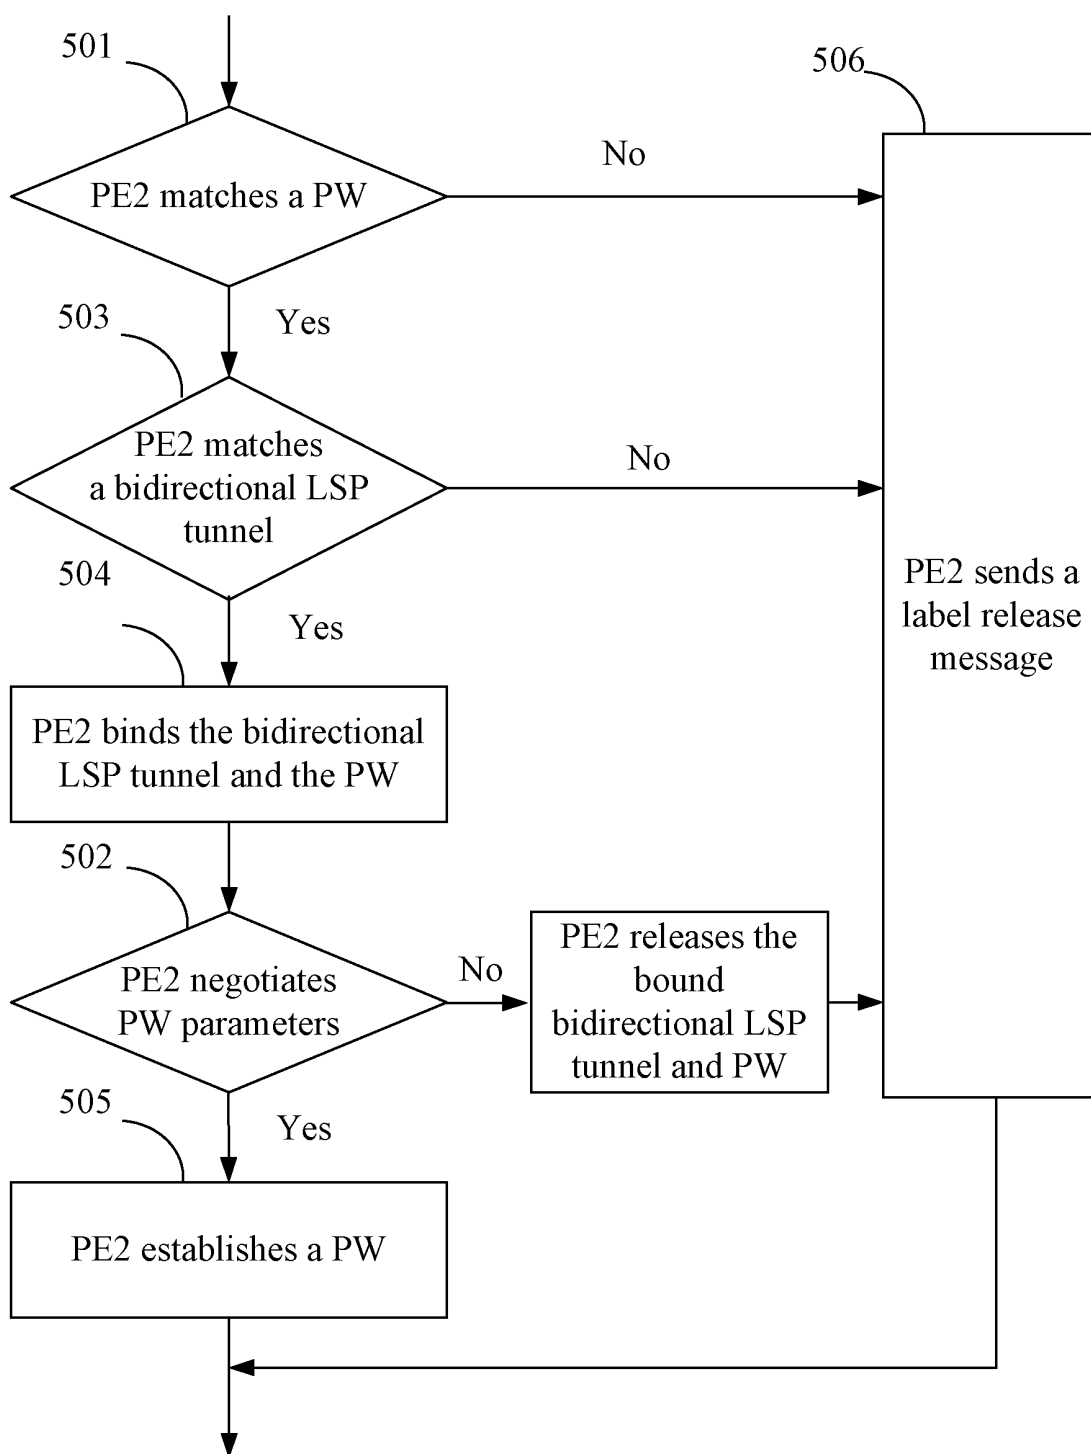 501
506
No
PE2 matches a PW
503
Yes
PE2 matches
a bidirectional LSP
tunnel
No
504
Yes
PE2 sends a
label release
message
PE2 binds the bidirectional
LSP tunnel and the PW
502
PE2 negotiates
PW parameters
No
PE2 releases the
bound
bidirectional LSP
tunnel and PW
505
Yes
PE2 establishes a PW